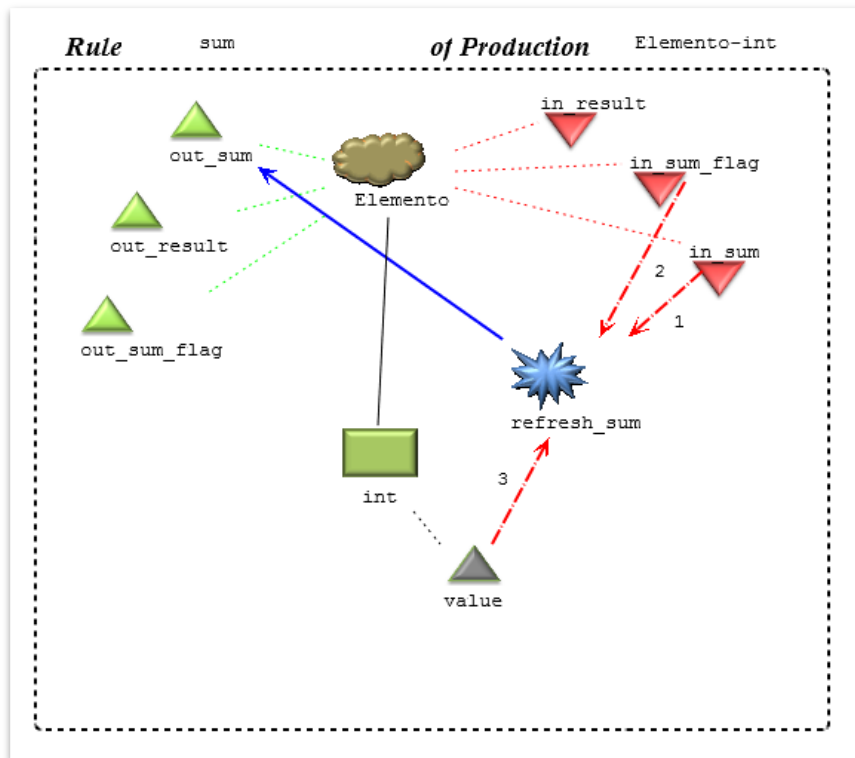 Rule sum of Production Elemento-int
in_result
out_sum
in_sum_flag
Elemento
out_result
in_sum
2
1
out_sum_flag
refresh_sum
3
int
value